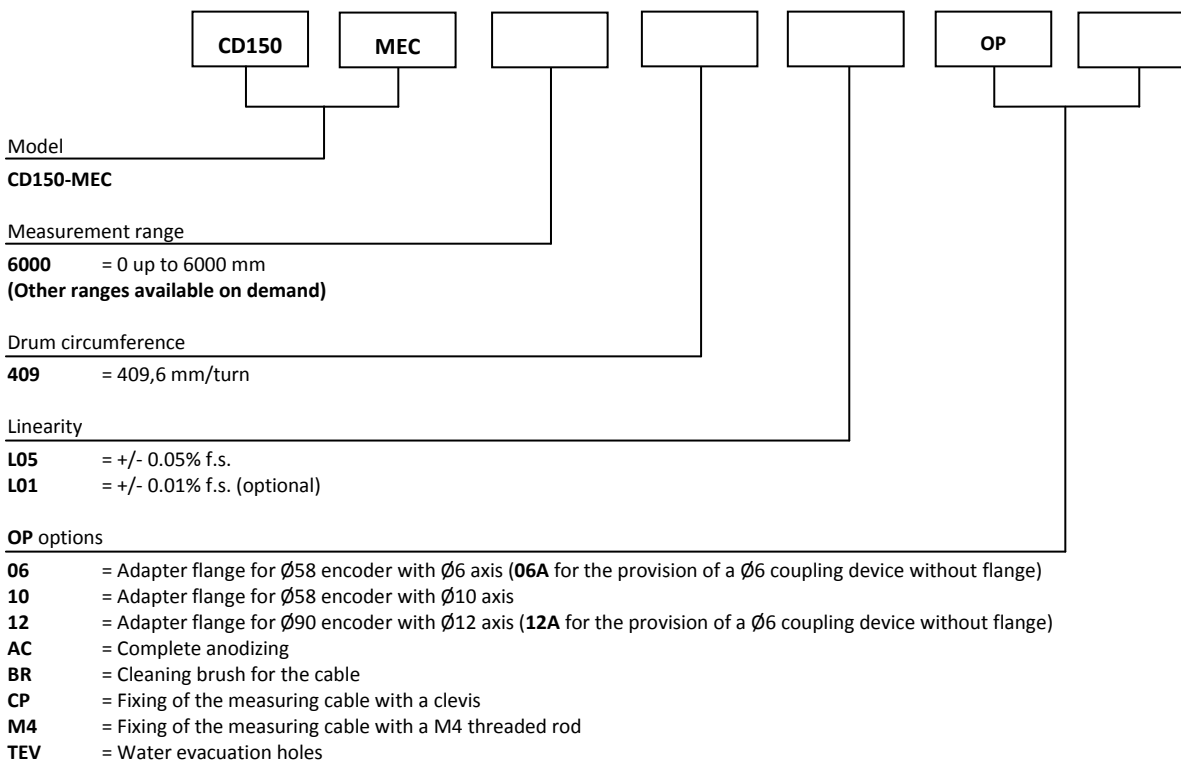 CD150 MEC OP
Model
CD150-MEC
Measurement range
6000 = 0 up to 6000 mm
(Other ranges available on demand)
Drum circumference
409 = 409,6 mm/turn
Linearity
L05 = +/- 0.05% f.s.
L01 = +/- 0.01% f.s. (optional)
OP options
06 = Adapter flange for Ø58 encoder with Ø6 axis (06A for the provision of a Ø6 coupling device without flange)
10 = Adapter flange for Ø58 encoder with Ø10 axis
12 = Adapter flange for Ø90 encoder with Ø12 axis (12A for the provision of a Ø6 coupling device without flange)
AC = Complete anodizing
BR = Cleaning brush for the cable
CP = Fixing of the measuring cable with a clevis
M4 = Fixing of the measuring cable with a M4 threaded rod
TEV = Water evacuation holes